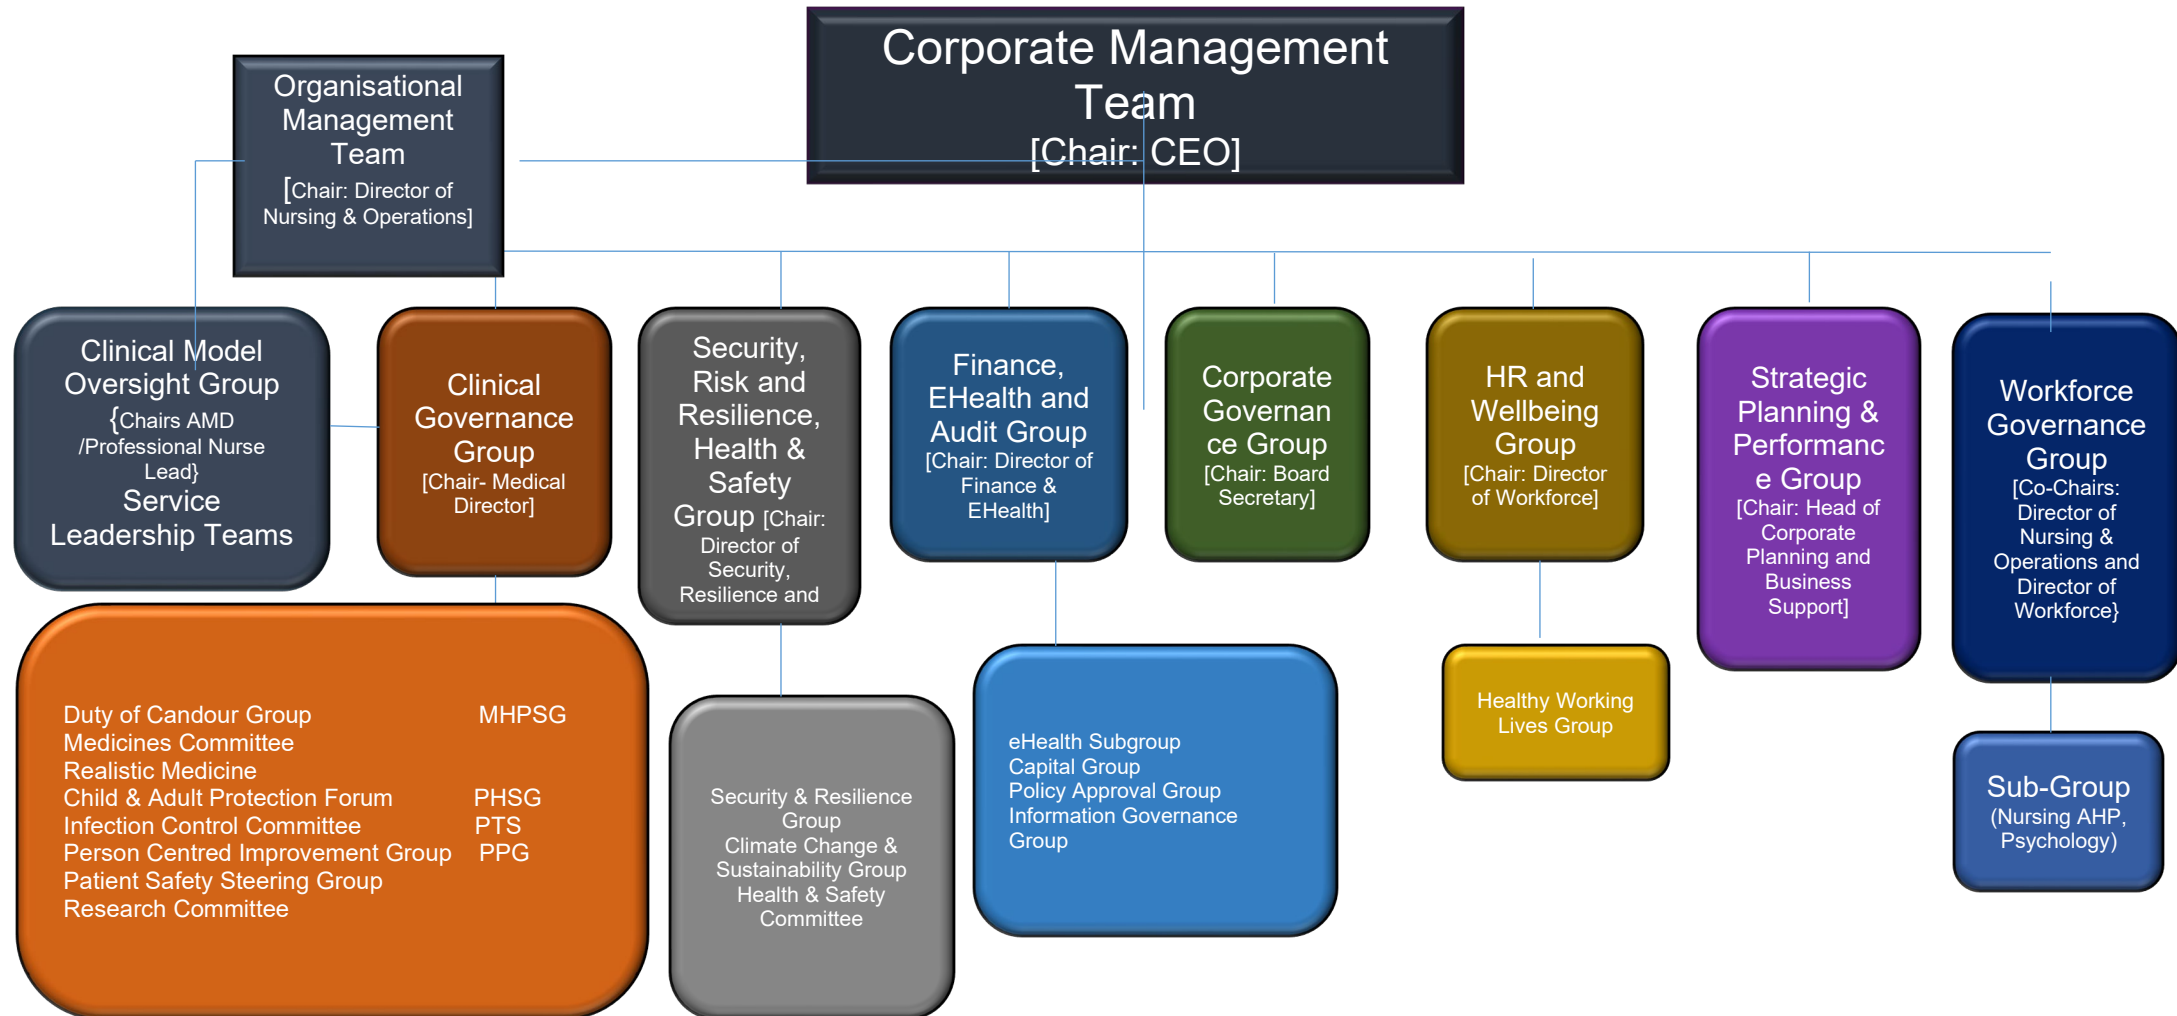 Corporate Management
Team
[Chair: CEO]
Organisational
Management
Team
[Chair: Director of
Nursing & Operations]
Clinical Model
Oversight Group
{Chairs AMD
/Professional Nurse
Lead}
Service
Leadership Teams
Clinical
Governance
Group
[Chair- Medical
Director]
Security,
Risk and
Resilience,
Health &
Safety
Group [Chair:
Director of
Security,
Resilience and
Finance,
EHealth and
Audit Group
[Chair: Director of
Finance &
EHealth]
Corporate
Governan
ce Group
[Chair: Board
Secretary]
HR and
Wellbeing
Group
[Chair: Director
of Workforce]
Strategic
Planning &
Performanc
e Group
[Chair: Head of
Corporate
Planning and
Business
Support]
Workforce
Governance
Group
[Co-Chairs:
Director of
Nursing &
Operations and
Director of
Workforce}
Duty of Candour Group MHPSG
Medicines Committee
Realistic Medicine
Child & Adult Protection Forum PHSG
Infection Control Committee PTS
Person Centred Improvement Group PPG
Patient Safety Steering Group
Research Committee
Security & Resilience
Group
Climate Change &
Sustainability Group
Health & Safety
Committee
eHealth Subgroup
Capital Group
Policy Approval Group
Information Governance
Group
Healthy Working
Lives Group
Sub-Group
(Nursing AHP,
Psychology)